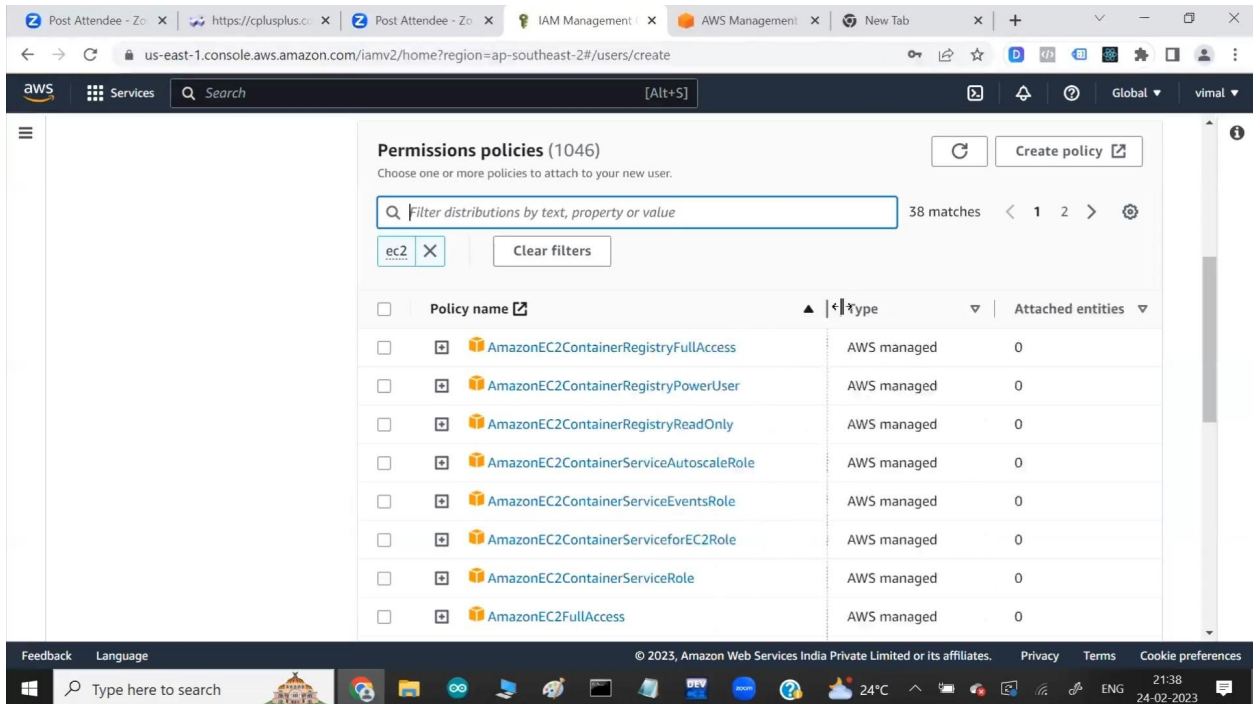 Post Attendee - Zo
https://cplusplus.co
Post Attendee - Zo
IAM Management
AWS Management
New Tab
us-east-1.console.aws.amazon.com/iamv2/home?region=ap-southeast-2#/users/create
aws
Services
Search
[Alt+S]
Global
vimal
Permissions policies (1046)
Choose one or more policies to attach to your new user.
Create policy
Filter distributions by text, property or value
38 matches
1 2
ec2
Clear filters
Policy name
Type
Attached entities
AmazonEC2ContainerRegistryFullAccess AWS managed 0
AmazonEC2ContainerRegistryPowerUser AWS managed 0
AmazonEC2ContainerRegistryReadOnly AWS managed 0
AmazonEC2ContainerServiceAutoscaleRole AWS managed 0
AmazonEC2ContainerServiceEventsRole AWS managed 0
AmazonEC2ContainerServiceforEC2Role AWS managed 0
AmazonEC2ContainerServiceRole AWS managed 0
AmazonEC2FullAccess AWS managed 0
Feedback Language © 2023, Amazon Web Services India Private Limited or its affiliates. Privacy Terms Cookie preferences
Type here to search
DEV
zoom
24°C
ENG
21:38
24-02-2023